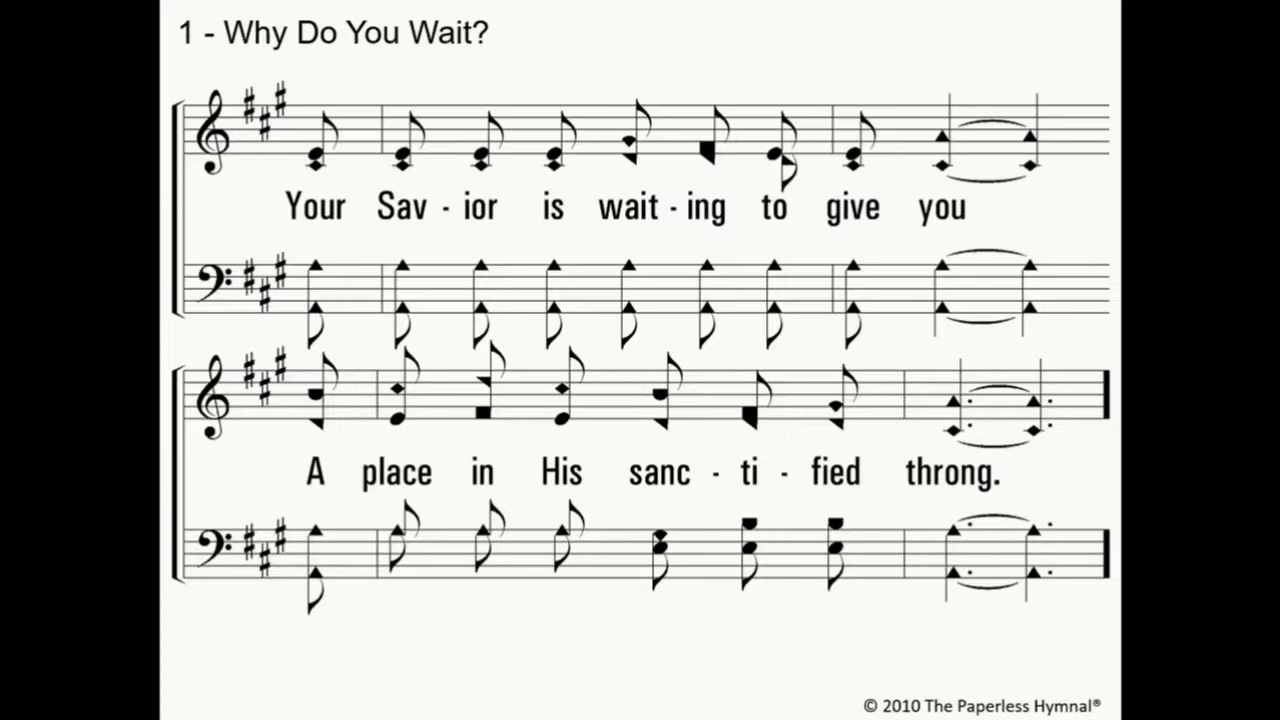 1 - Why Do You Wait?
Your Sav - ior is wait - ing to give you
A place in His sanc - ti - fied throng.
© 2010 The Paperless Hymnal®